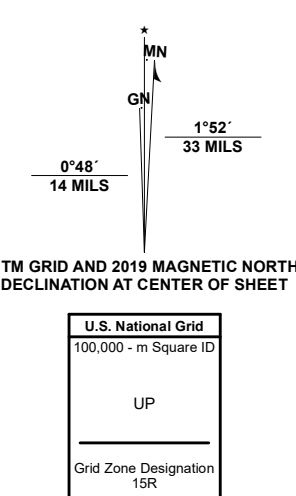 ★
MN
GN
1°52´
33 MILS
0°48´
14 MILS
TM GRID AND 2019 MAGNETIC NORTH
DECLINATION AT CENTER OF SHEET
U.S. National Grid
100,000 - m Square ID
UP
Grid Zone Designation
15R